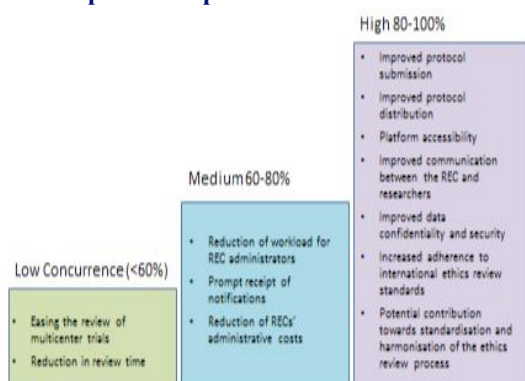 High 80-100%
• Improved protocol
submission
• Improved protocol
distribution
• Platform accessibility
• Improved communication
between the REC and
researchers
• Improved data
confidentiality and security
• Increased adherence to
international ethics review
standards
• Potential contribution
towards standardisation and
harmonisation of the ethics
review process
Medium 60-80%
• Reduction of workload for
REC administrators
• Prompt receipt of
notifications
• Reduction of RECs'
administrative costs
Low Concurrence (<60%)
• Easing the review of
multicenter trials
• Reduction in review time